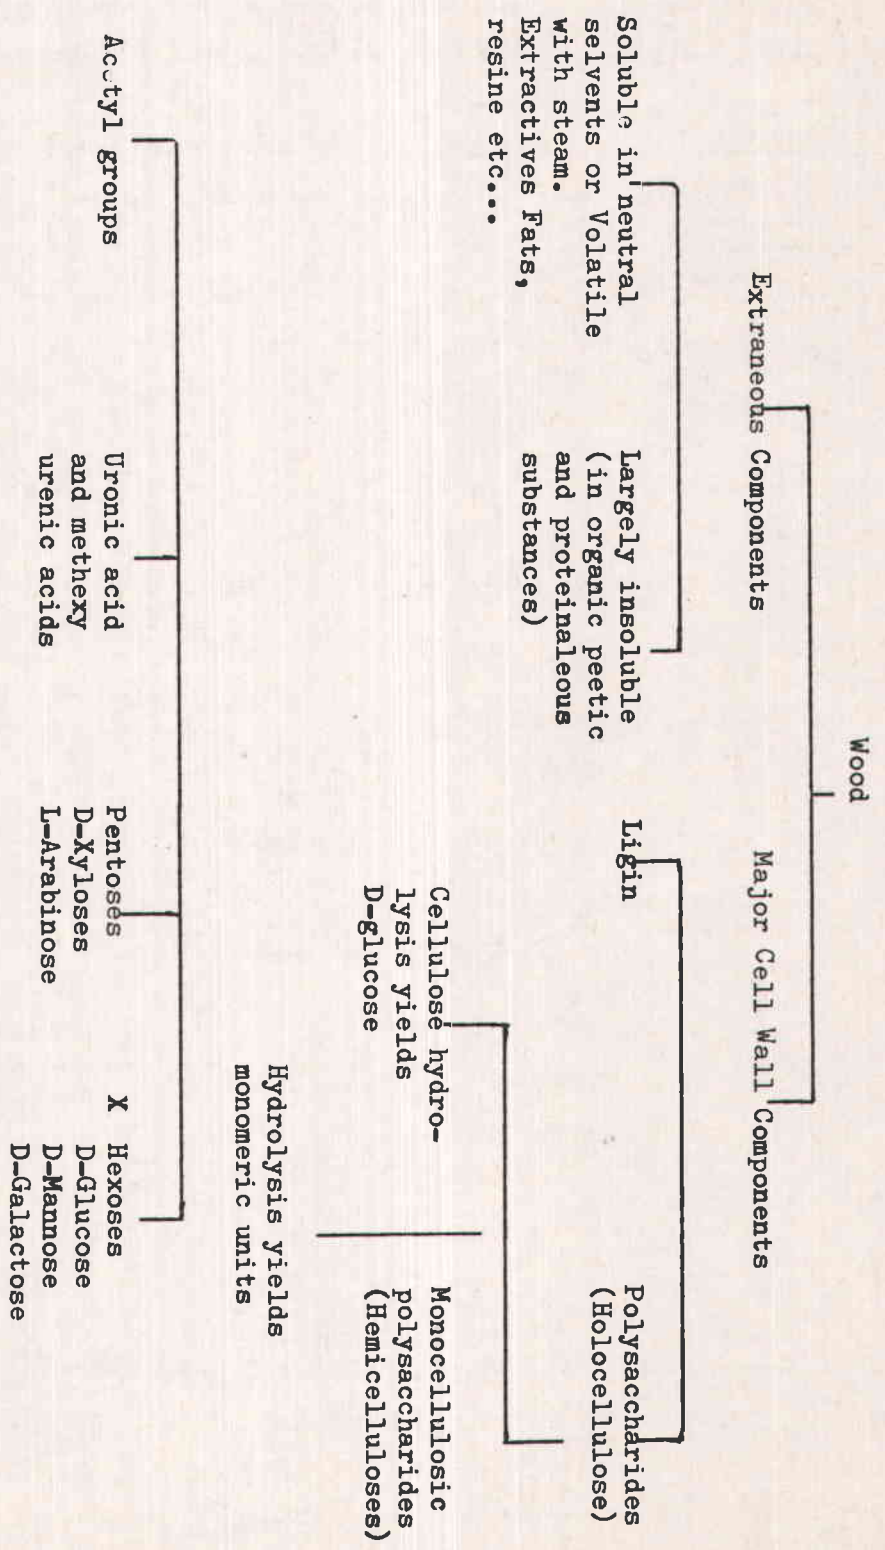 Wood
Extraneous Components
Major Cell Wall Components
Soluble in neutral
selvents or Volatile
with steam.
Extractives Fats,
resine etc...
Largely insoluble
(in organic peetic
and proteinaleous
substances)
Ligin
Polysaccharides
(Holocellulose)
Cellulose hydro-
lysis yields
D-glucose
Monocellulosic
polysaccharides
(Hemicelluloses)
Hydrolysis yields
monomeric units
Acetyl groups
Uronic acid
and methexy
urenic acids
Pentoses
D-Xyloses
L-Arabinose
X Hexoses
D-Glucose
D-Mannose
D-Galactose